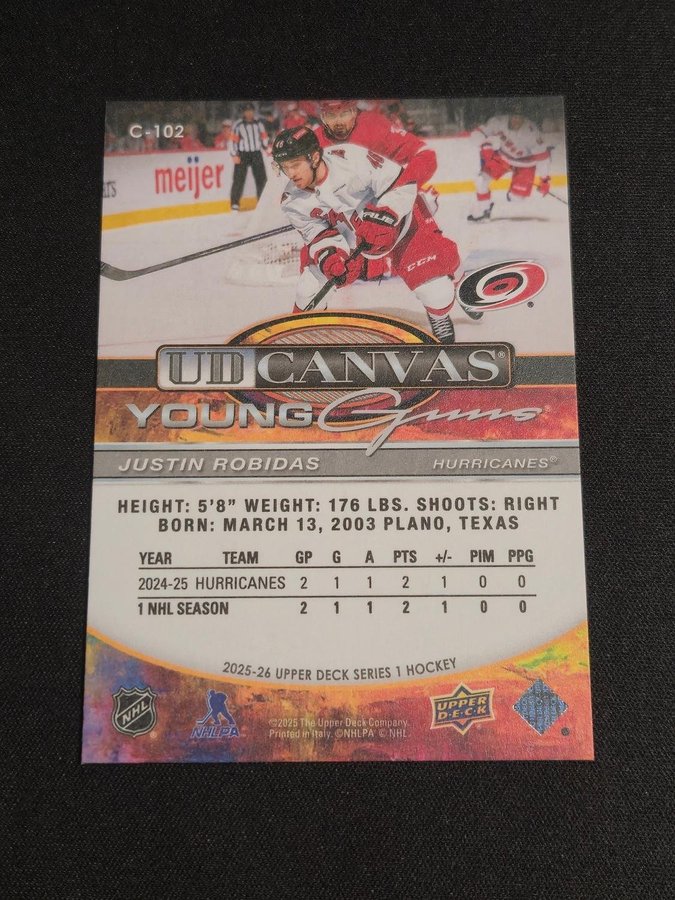 C-102
meijer
TRUE
CCM
UD CANVAS®
YOUNG Guns®
JUSTIN ROBIDAS HURRICANES®
HEIGHT: 5'8" WEIGHT: 176 LBS. SHOOTS: RIGHT
BORN: MARCH 13, 2003 PLANO, TEXAS
YEAR TEAM GP G A PTS +/- PIM PPG
2024-25 HURRICANES 2 1 1 2 1 0 0
1 NHL SEASON 2 1 1 2 1 0 0
2025-26 UPPER DECK SERIES 1 HOCKEY
NHL
NHLPA
©2025 The Upper Deck Company.
Printed in Italy. ©NHLPA © NHL.
UPPER
D·E·C·K